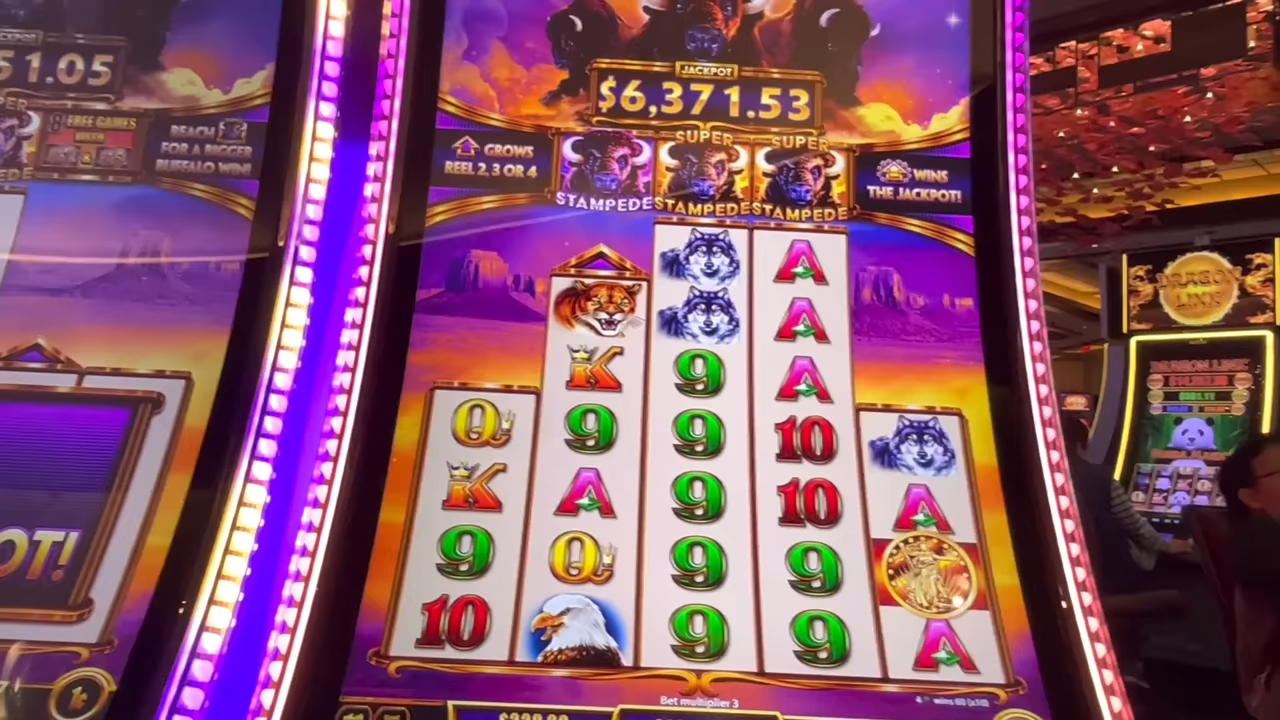 JACKPOT
$6,371.53
51.05
8 FREE GAMES
REACH
FOR A BIGGER
BUFFALO WIN!
GROWS
REEL 2, 3 OR 4
STAMPEDE
SUPER
STAMPEDE
SUPER
STAMPEDE
WINS
THE JACKPOT!
DRAGON
LINK
Q
K
9
10
K
9
A
Q
9
9
9
9
9
A
A
A
10
10
9
9
A
A
OT!
Bet multiplier 3